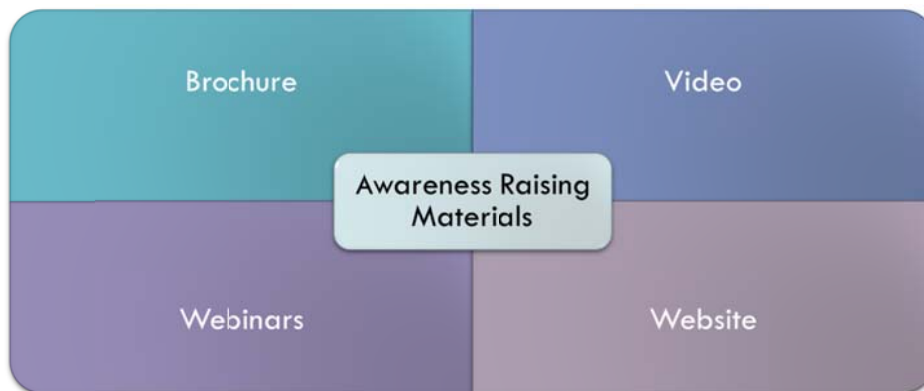 Brochure
Video
Awareness Raising
Materials
Webinars
Website